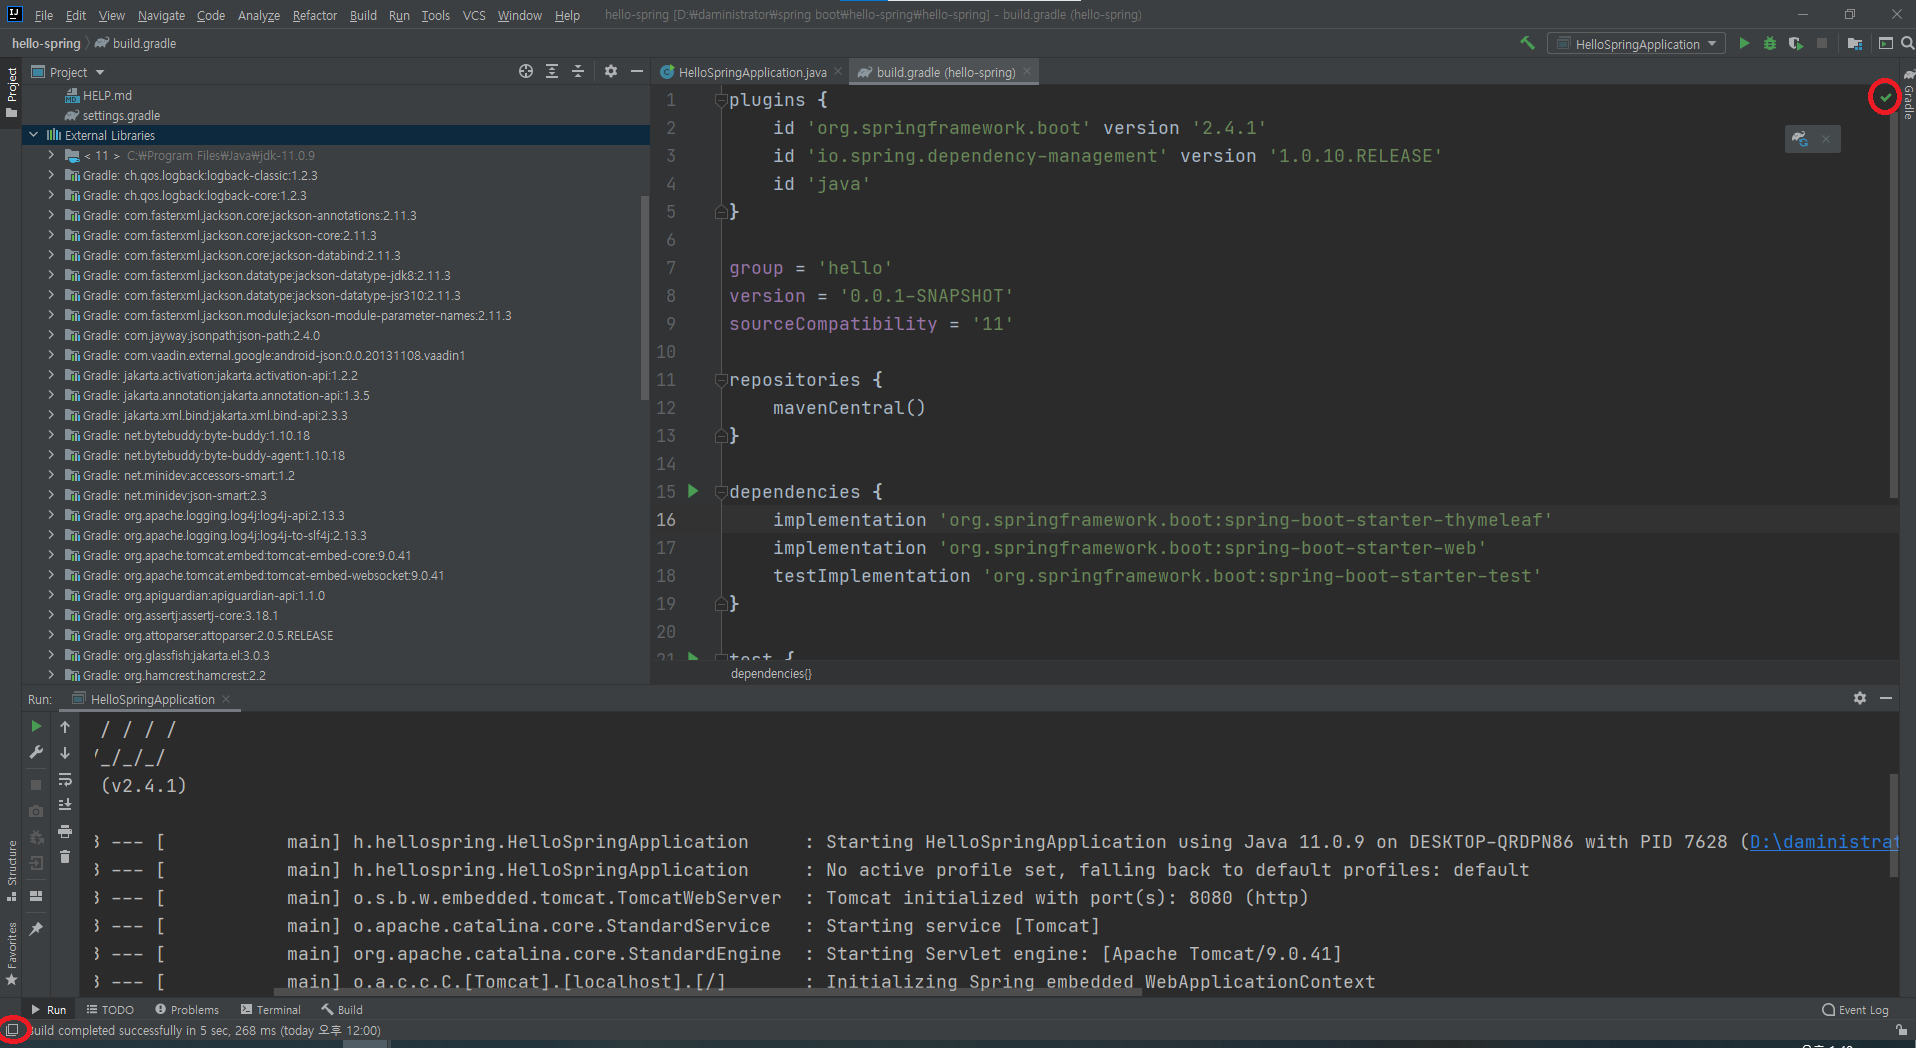 File Edit View Navigate Code Analyze Refactor Build Run Tools VCS Window Help hello-spring [D:₩daministrator₩spring boot₩hello-spring₩hello-spring] - build.gradle (hello-spring)
hello-spring build.gradle HelloSpringApplication
Project
Project
HELP.md
settings.gradle
External Libraries
< 11 > C:₩Program Files₩Java₩jdk-11.0.9
Gradle: ch.qos.logback:logback-classic:1.2.3
Gradle: ch.qos.logback:logback-core:1.2.3
Gradle: com.fasterxml.jackson.core:jackson-annotations:2.11.3
Gradle: com.fasterxml.jackson.core:jackson-core:2.11.3
Gradle: com.fasterxml.jackson.core:jackson-databind:2.11.3
Gradle: com.fasterxml.jackson.datatype:jackson-datatype-jdk8:2.11.3
Gradle: com.fasterxml.jackson.datatype:jackson-datatype-jsr310:2.11.3
Gradle: com.fasterxml.jackson.module:jackson-module-parameter-names:2.11.3
Gradle: com.jayway.jsonpath:json-path:2.4.0
Gradle: com.vaadin.external.google:android-json:0.0.20131108.vaadin1
Gradle: jakarta.activation:jakarta.activation-api:1.2.2
Gradle: jakarta.annotation:jakarta.annotation-api:1.3.5
Gradle: jakarta.xml.bind:jakarta.xml.bind-api:2.3.3
Gradle: net.bytebuddy:byte-buddy:1.10.18
Gradle: net.bytebuddy:byte-buddy-agent:1.10.18
Gradle: net.minidev:accessors-smart:1.2
Gradle: net.minidev:json-smart:2.3
Gradle: org.apache.logging.log4j:log4j-api:2.13.3
Gradle: org.apache.logging.log4j:log4j-to-slf4j:2.13.3
Gradle: org.apache.tomcat.embed:tomcat-embed-core:9.0.41
Gradle: org.apache.tomcat.embed:tomcat-embed-websocket:9.0.41
Gradle: org.apiguardian:apiguardian-api:1.1.0
Gradle: org.assertj:assertj-core:3.18.1
Gradle: org.attoparser:attoparser:2.0.5.RELEASE
Gradle: org.glassfish:jakarta.el:3.0.3
Gradle: org.hamcrest:hamcrest:2.2
HelloSpringApplication.java build.gradle (hello-spring)
Gradle
1 plugins {
2 id 'org.springframework.boot' version '2.4.1'
3 id 'io.spring.dependency-management' version '1.0.10.RELEASE'
4 id 'java'
5 }
6
7 group = 'hello'
8 version = '0.0.1-SNAPSHOT'
9 sourceCompatibility = '11'
10
11 repositories {
12 mavenCentral()
13 }
14
15 dependencies {
16 implementation 'org.springframework.boot:spring-boot-starter-thymeleaf'
17 implementation 'org.springframework.boot:spring-boot-starter-web'
18 testImplementation 'org.springframework.boot:spring-boot-starter-test'
19 }
20
21 test {
dependencies{}
Run: HelloSpringApplication
/ / / /
/_/_/_/
(v2.4.1)
3 --- [ main] h.hellospring.HelloSpringApplication : Starting HelloSpringApplication using Java 11.0.9 on DESKTOP-QRDPN86 with PID 7628 (D:\daministrat
3 --- [ main] h.hellospring.HelloSpringApplication : No active profile set, falling back to default profiles: default
3 --- [ main] o.s.b.w.embedded.tomcat.TomcatWebServer : Tomcat initialized with port(s): 8080 (http)
3 --- [ main] o.apache.catalina.core.StandardService : Starting service [Tomcat]
3 --- [ main] org.apache.catalina.core.StandardEngine : Starting Servlet engine: [Apache Tomcat/9.0.41]
3 --- [ main] o.a.c.c.C.[Tomcat].[localhost].[/] : Initializing Spring embedded WebApplicationContext
Structure
Favorites
Run TODO Problems Terminal Build Event Log
Build completed successfully in 5 sec, 268 ms (today 오후 12:00)